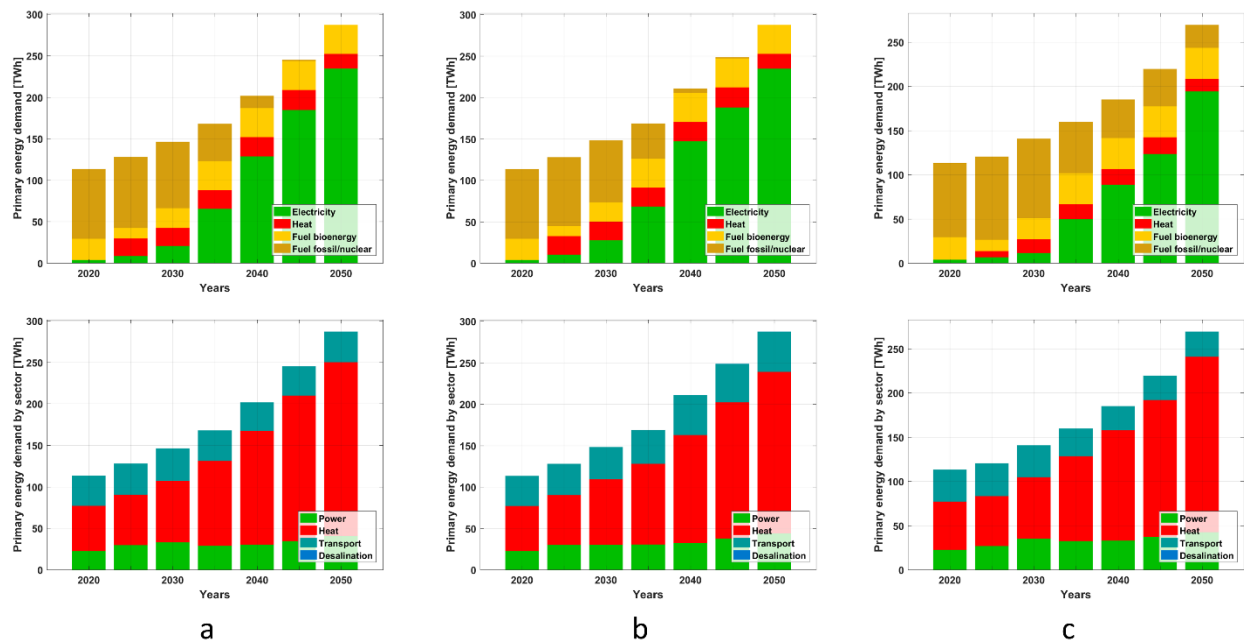 Primary energy demand [TWh]
300
250
200
150
100
50
0
2020 2030 2040 2050
Years
Electricity
Heat
Fuel bioenergy
Fuel fossil/nuclear
Primary energy demand [TWh]
300
250
200
150
100
50
0
2020 2030 2040 2050
Years
Electricity
Heat
Fuel bioenergy
Fuel fossil/nuclear
Primary energy demand [TWh]
250
200
150
100
50
0
2020 2030 2040 2050
Years
Electricity
Heat
Fuel bioenergy
Fuel fossil/nuclear
Primary energy demand by sector [TWh]
300
250
200
150
100
50
0
2020 2030 2040 2050
Years
Power
Heat
Transport
Desalination
Primary energy demand by sector [TWh]
300
250
200
150
100
50
0
2020 2030 2040 2050
Years
Power
Heat
Transport
Desalination
Primary energy demand by sector [TWh]
250
200
150
100
50
0
2020 2030 2040 2050
Years
Power
Heat
Transport
Desalination
a b c